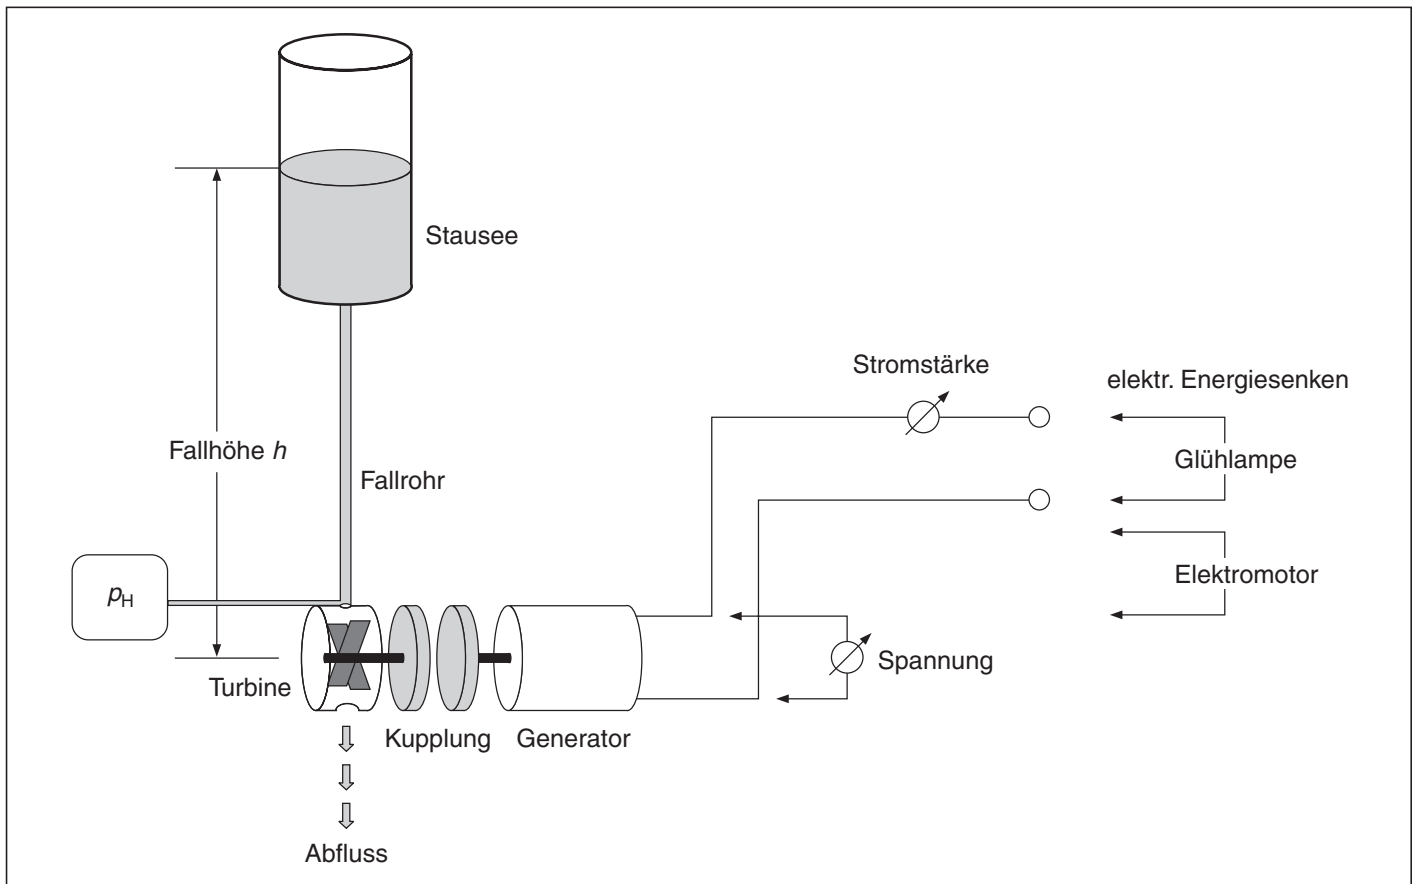 Stausee
Stromstärke
elektr. Energiesenken
Fallhöhe h
Glühlampe
Fallrohr
Elektromotor
pH
Spannung
Turbine
Kupplung
Generator
Abfluss